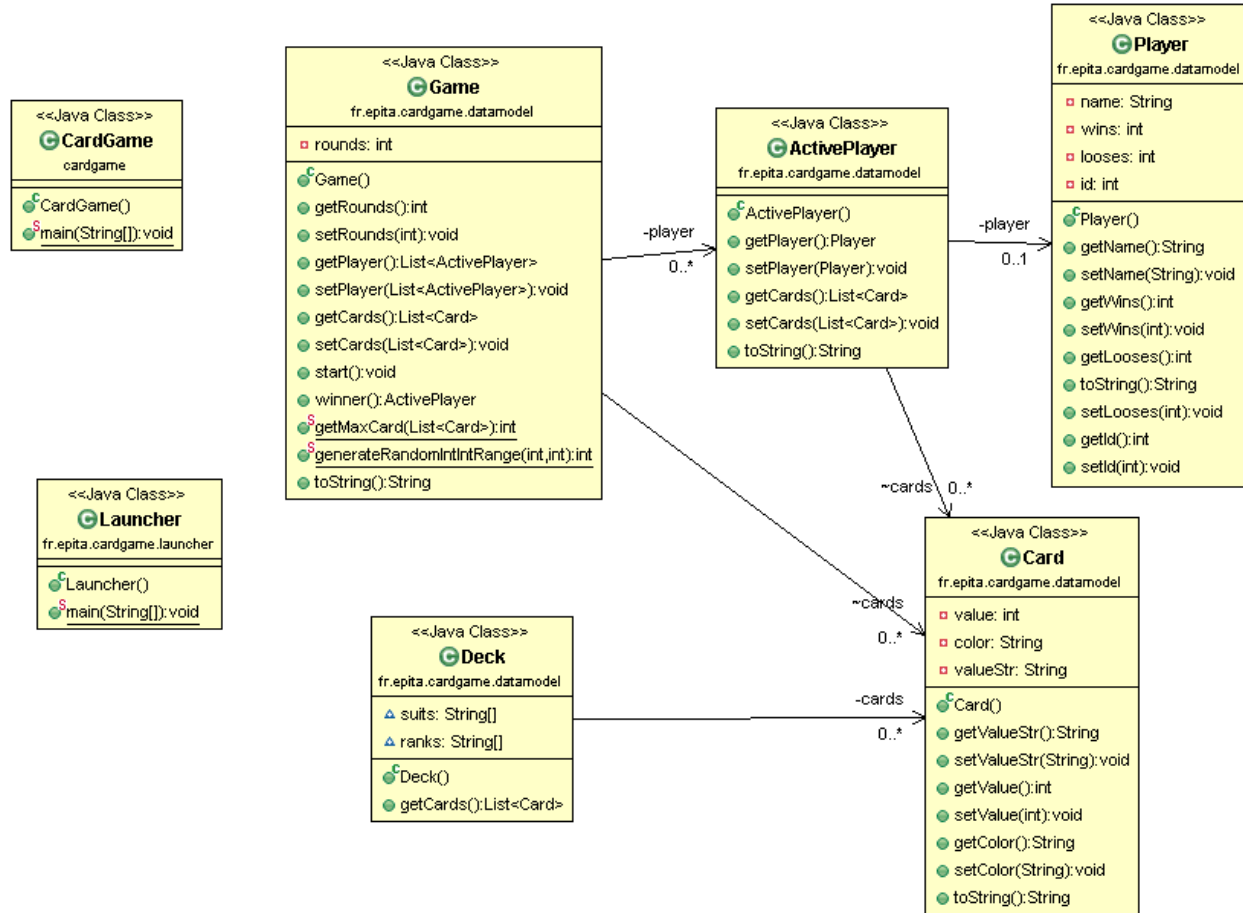 <<Java Class>>
CardGame
cardgame
CardGame()
main(String[]):void
<<Java Class>>
Launcher
fr.epita.cardgame.launcher
Launcher()
main(String[]):void
<<Java Class>>
Game
fr.epita.cardgame.datamodel
rounds: int
Game()
getRounds():int
setRounds(int):void
getPlayer():List<ActivePlayer>
setPlayer(List<ActivePlayer>):void
getCards():List<Card>
setCards(List<Card>):void
start():void
winner():ActivePlayer
getMaxCard(List<Card>):int
generateRandomIntIntRange(int,int):int
toString():String
-player
0..*
<<Java Class>>
ActivePlayer
fr.epita.cardgame.datamodel
ActivePlayer()
getPlayer():Player
setPlayer(Player):void
getCards():List<Card>
setCards(List<Card>):void
toString():String
-player
0..1
<<Java Class>>
Player
fr.epita.cardgame.datamodel
name: String
wins: int
looses: int
id: int
Player()
getName():String
setName(String):void
getWins():int
setWins(int):void
getLooses():int
toString():String
setLooses(int):void
getId():int
setId(int):void
~cards 0..*
~cards
0..*
<<Java Class>>
Deck
fr.epita.cardgame.datamodel
suits: String[]
ranks: String[]
Deck()
getCards():List<Card>
-cards
0..*
<<Java Class>>
Card
fr.epita.cardgame.datamodel
value: int
color: String
valueStr: String
Card()
getValueStr():String
setValueStr(String):void
getValue():int
setValue(int):void
getColor():String
setColor(String):void
toString():String